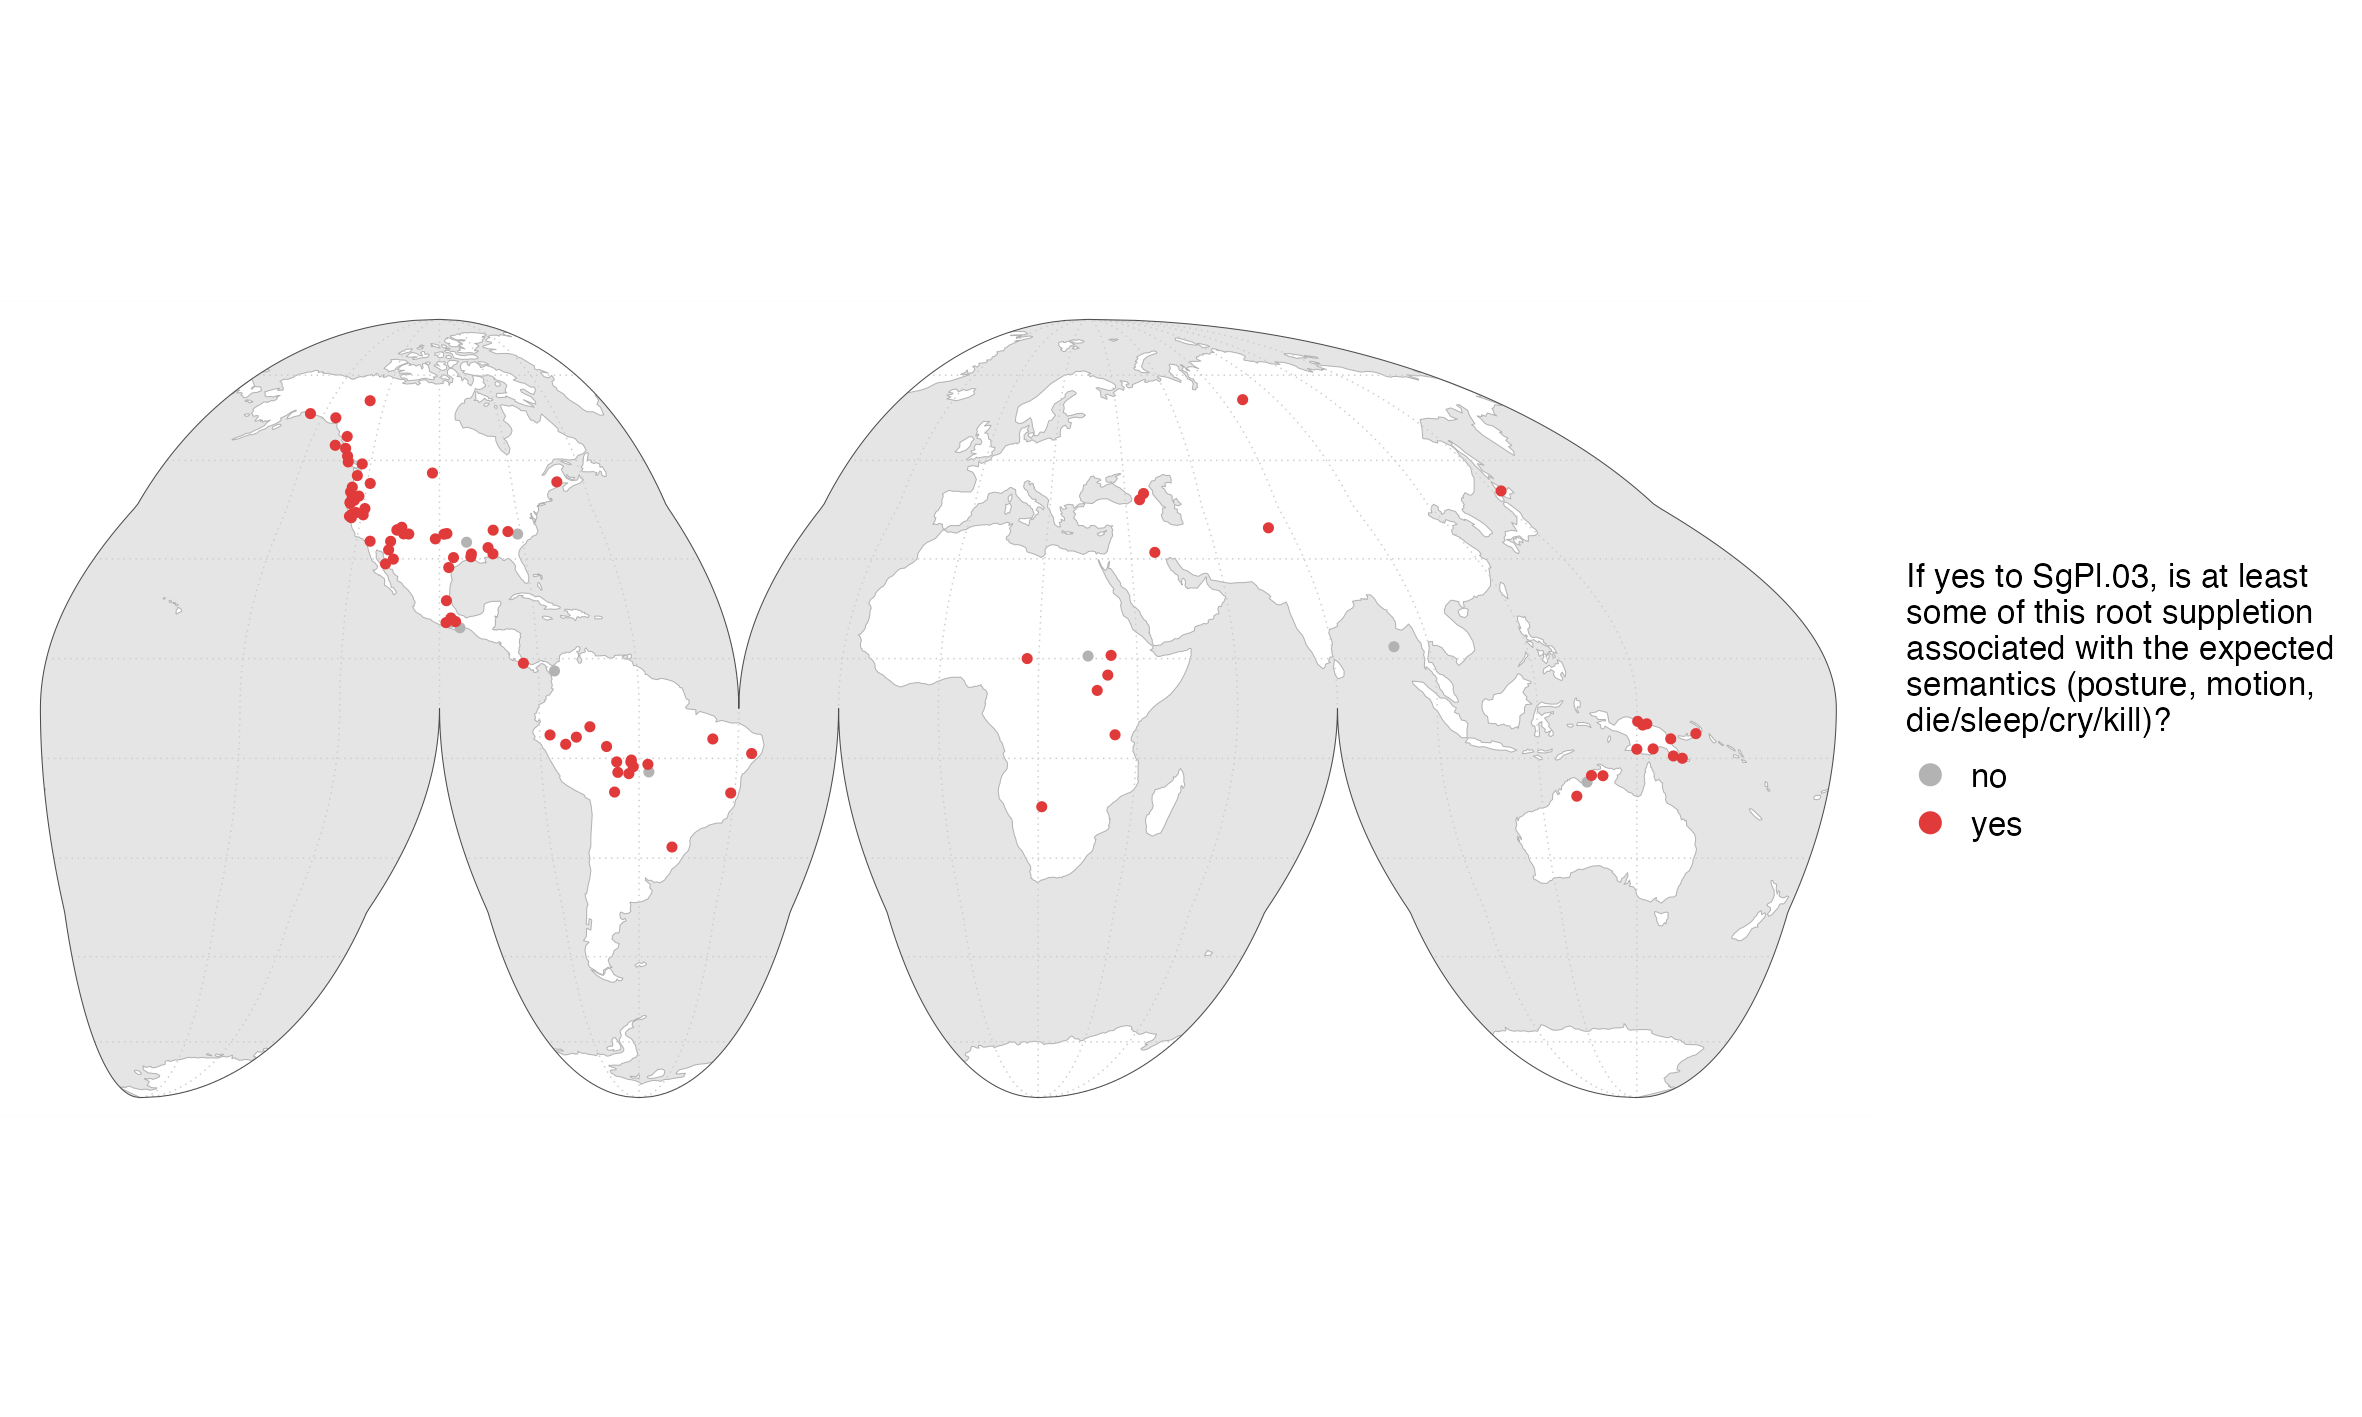 If yes to SgPl.03, is at least
some of this root suppletion
associated with the expected
semantics (posture, motion,
die/sleep/cry/kill)?
no
yes